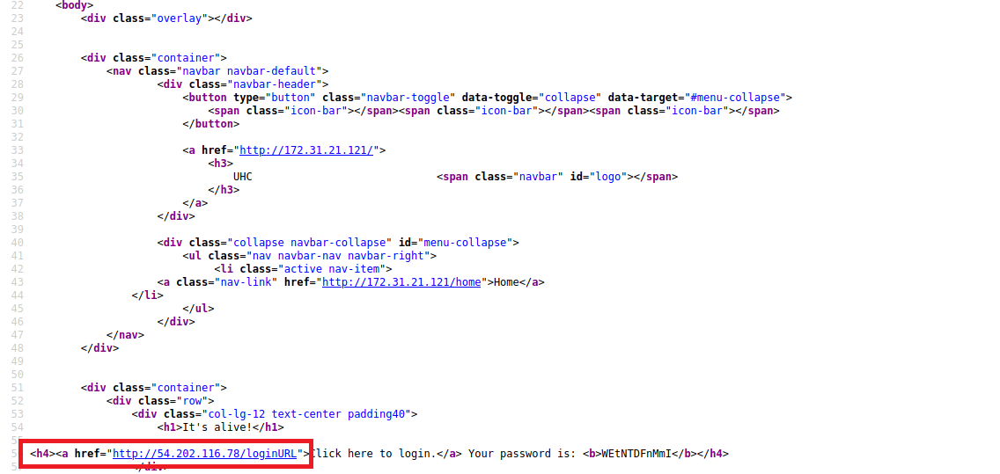 22 <body>
23 <div class="overlay"></div>
24
25
26 <div class="container">
27 <nav class="navbar navbar-default">
28 <div class="navbar-header">
29 <button type="button" class="navbar-toggle" data-toggle="collapse" data-target="#menu-collapse">
30 <span class="icon-bar"></span><span class="icon-bar"></span><span class="icon-bar"></span>
31 </button>
32
33 <a href="http://172.31.21.121/">
34 <h3>
35 UHC <span class="navbar" id="logo"></span>
36 </h3>
37 </a>
38 </div>
39
40 <div class="collapse navbar-collapse" id="menu-collapse">
41 <ul class="nav navbar-nav navbar-right">
42 <li class="active nav-item">
43 <a class="nav-link" href="http://172.31.21.121/home">Home</a>
44 </li>
45 </ul>
46 </div>
47 </nav>
48 </div>
49
50
51 <div class="container">
52 <div class="row">
53 <div class="col-lg-12 text-center padding40">
54 <h1>It's alive!</h1>
<h4><a href="http://54.202.116.78/loginURL">Click here to login.</a> Your password is: <b>WEtNTDFnMmI</b></h4>
</div>